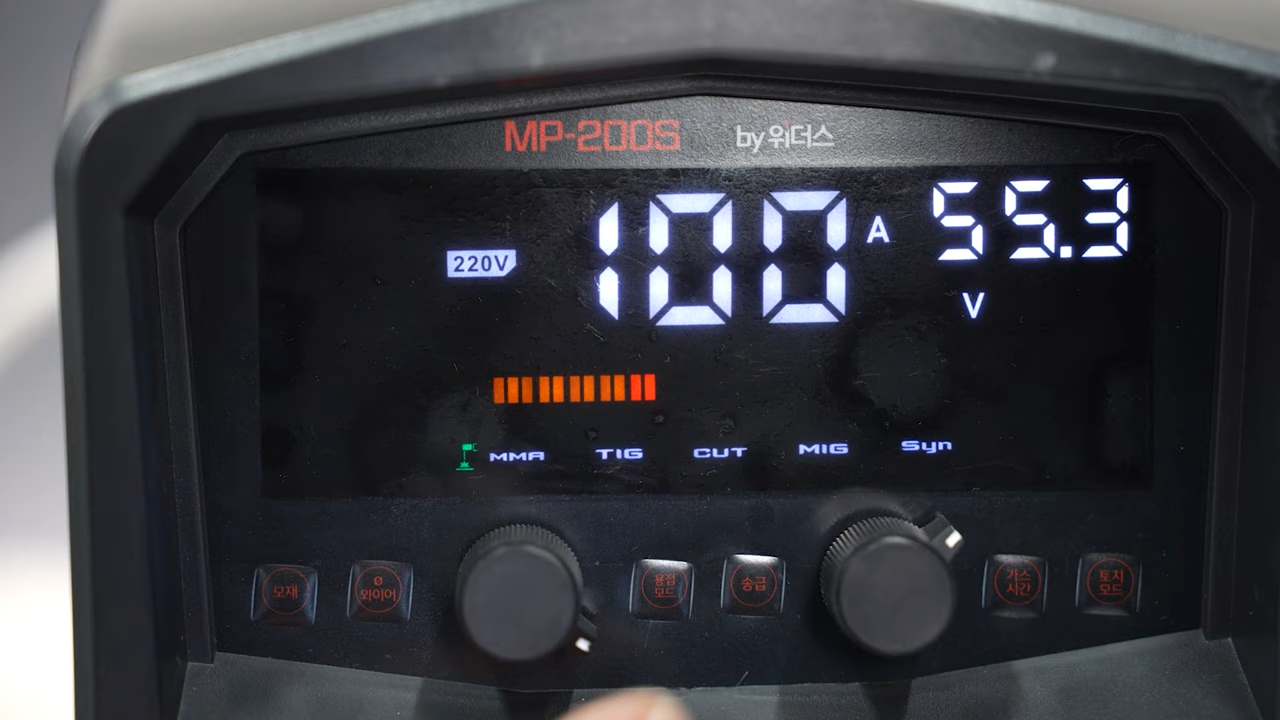 MP-200S by 위더스
220V 100 A 55.3
V
MMA TIG CUT MIG Syn
모재
Ø
와이어
용접
모드
송급
가스
시간
토치
모드